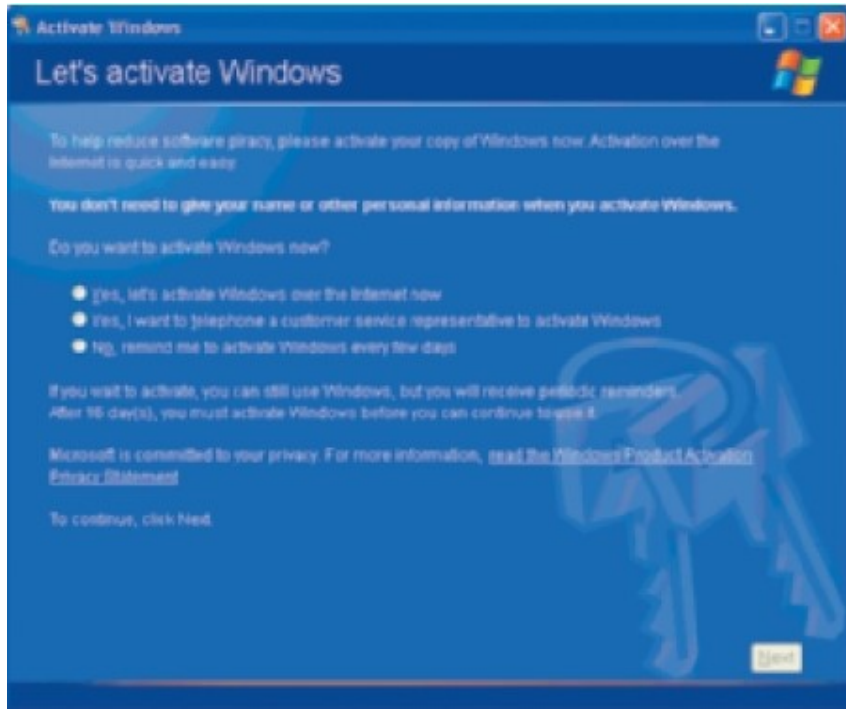 Activate Windows
Let's activate Windows
To help reduce software piracy, please activate your copy of Windows now. Activation over the
Internet is quick and easy.
You don't need to give your name or other personal information when you activate Windows.
Do you want to activate Windows now?
Yes, let's activate Windows over the Internet now
Yes, I want to telephone a customer service representative to activate Windows
No, remind me to activate Windows every few days
If you wait to activate, you can still use Windows, but you will receive periodic reminders.
After 16 day(s), you must activate Windows before you can continue to use it.
Microsoft is committed to your privacy. For more information, read the Windows Product Activation
Privacy Statement
To continue, click Next.
Next